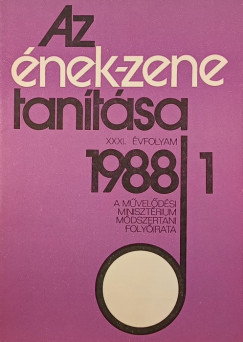 Az
ének-zene
tanítása
XXXI. ÉVFOLYAM
1988 1
A MŰVELŐDÉSI
MINISZTÉRIUM
MÓDSZERTANI
FOLYÓIRATA